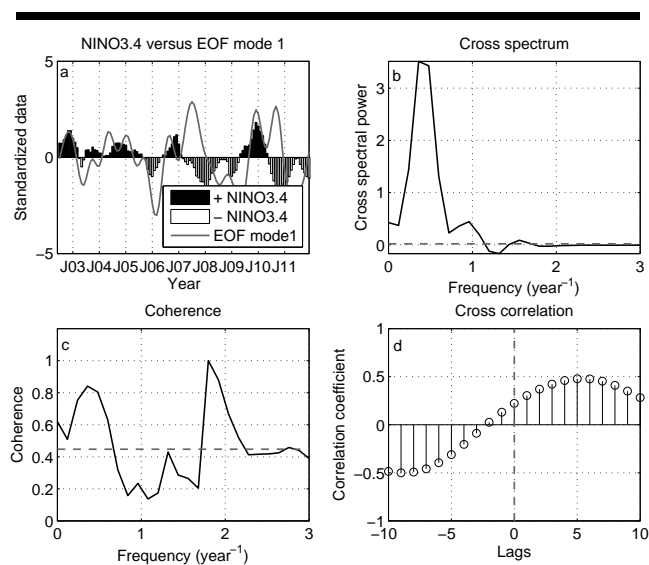 NINO3.4 versus EOF mode 1
a
5
0
−5
Standardized data
J03 J04 J05 J06 J07 J08 J09 J10 J11
Year
+ NINO3.4
− NINO3.4
EOF mode1
Cross spectrum
b
3
2
1
0
Cross spectral power
0 1 2 3
Frequency (year⁻¹)
Coherence
c
1
0.8
0.6
0.4
0.2
0
Coherence
0 1 2 3
Frequency (year⁻¹)
Cross correlation
d
1
0.5
0
−0.5
−1
Correlation coefficient
−10 −5 0 5 10
Lags